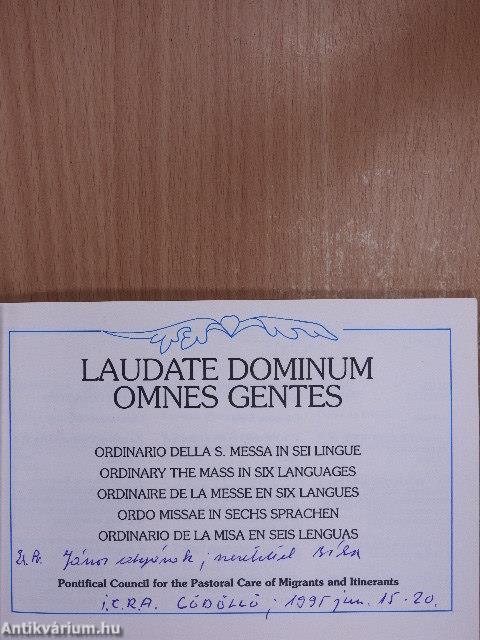 LAUDATE DOMINUM
OMNES GENTES
ORDINARIO DELLA S. MESSA IN SEI LINGUE
ORDINARY THE MASS IN SIX LANGUAGES
ORDINAIRE DE LA MESSE EN SIX LANGUES
ORDO MISSAE IN SECHS SPRACHEN
ORDINARIO DE LA MISA EN SEIS LENGUAS
János atyának, szeretettel Béla
Pontifical Council for the Pastoral Care of Migrants and Itinerants
I.C.R.A. GÖDÖLLŐ, 1995 jun. 15-20.
Antikvárium.hu